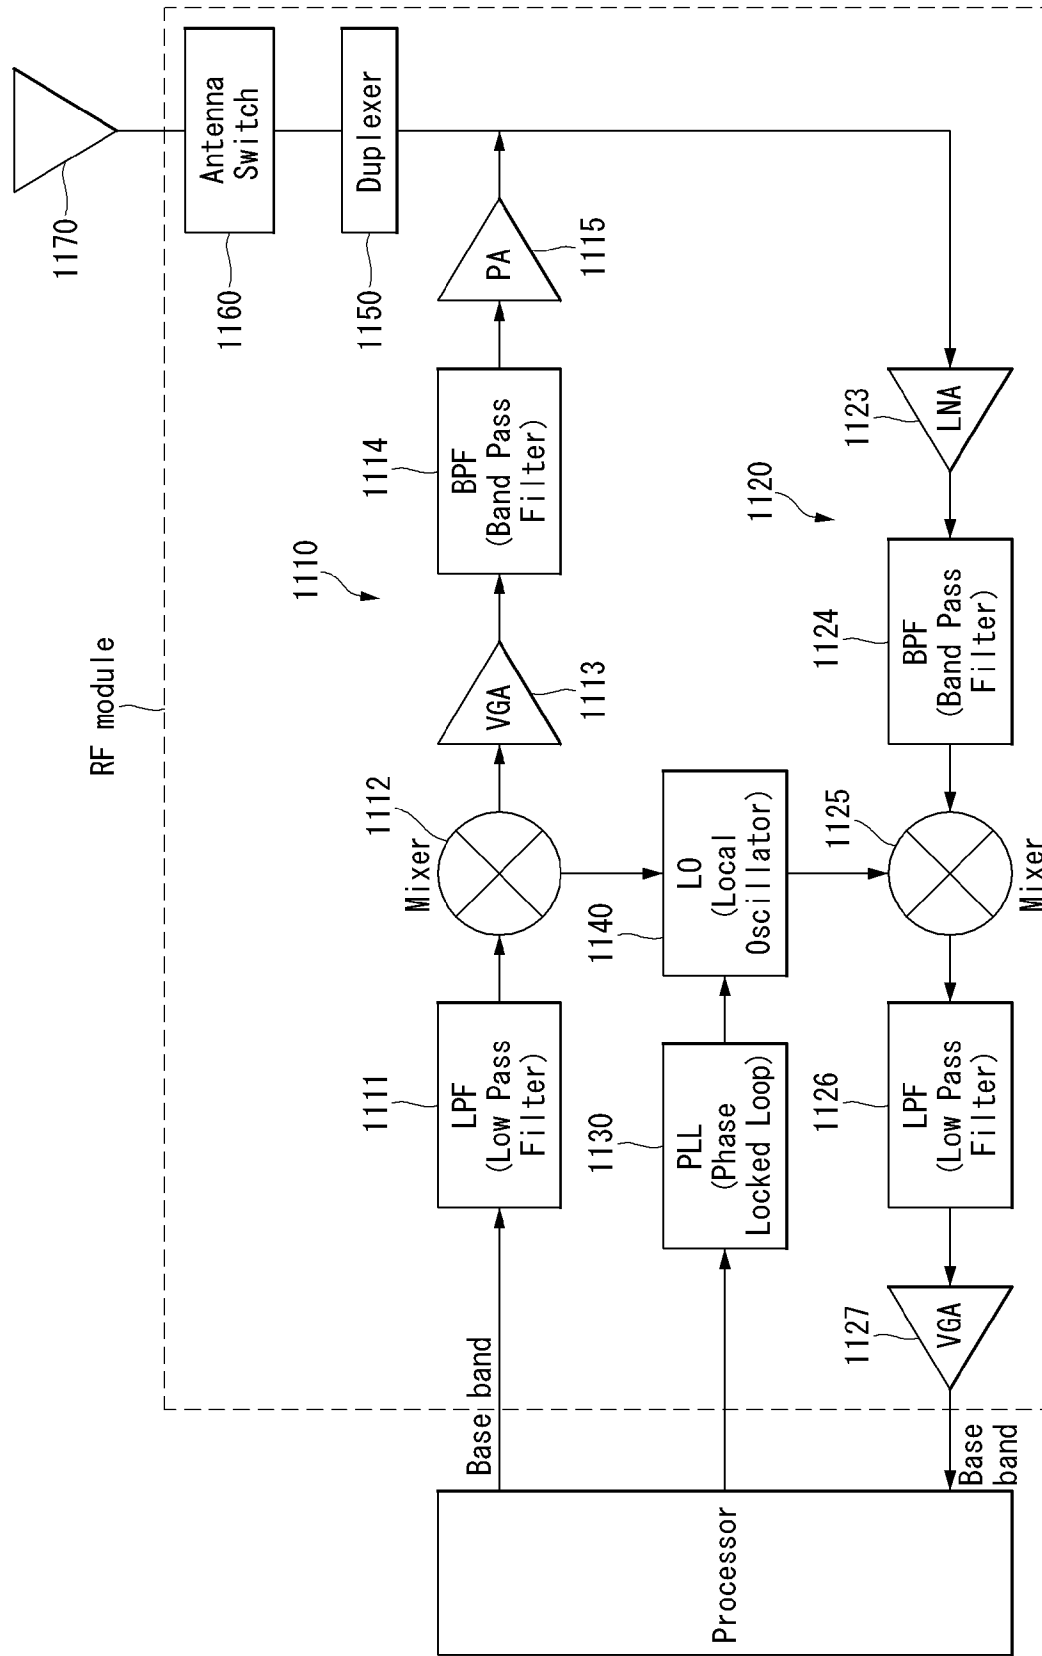 RF module
1170
Antenna
Switch
1160
Duplexer
1150
PA
1115
BPF
(Band Pass
Filter)
1114
1110
VGA
1113
Mixer
1112
LPF
(Low Pass
Filter)
1111
Base band
LO
(Local
Oscillator)
1140
PLL
(Phase
Locked Loop)
1130
Processor
LNA
1123
1120
BPF
(Band Pass
Filter)
1124
1125
Mixer
LPF
(Low Pass
Filter)
1126
VGA
1127
Base
band